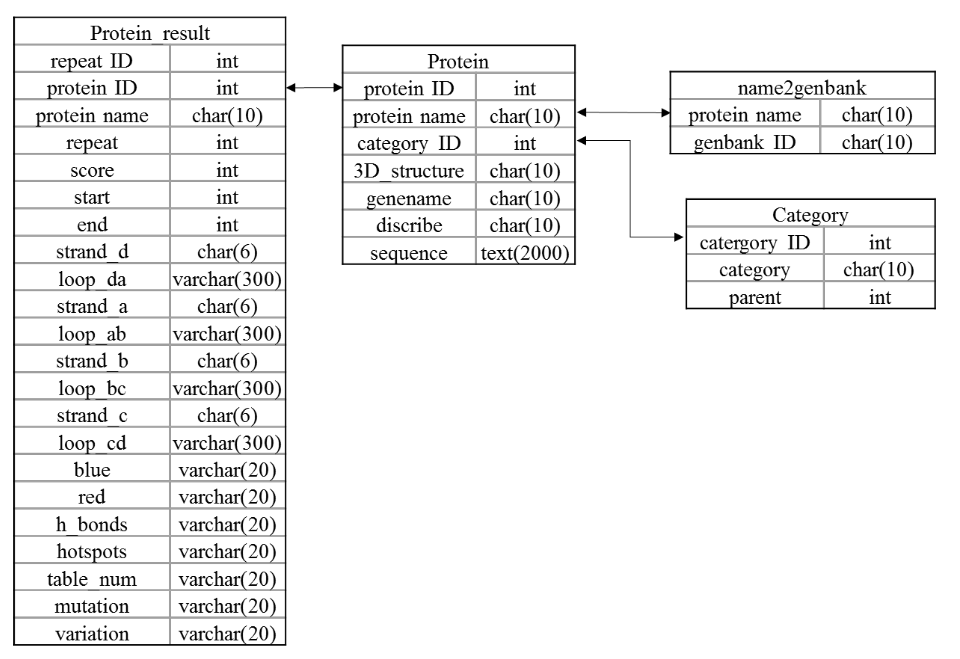 Protein_result
repeat ID int
protein ID int
protein name char(10)
repeat int
score int
start int
end int
strand_d char(6)
loop_da varchar(300)
strand_a char(6)
loop_ab varchar(300)
strand_b char(6)
loop_bc varchar(300)
strand_c char(6)
loop_cd varchar(300)
blue varchar(20)
red varchar(20)
h_bonds varchar(20)
hotspots varchar(20)
table_num varchar(20)
mutation varchar(20)
variation varchar(20)
Protein
protein ID int
protein name char(10)
category ID int
3D_structure char(10)
genename char(10)
discribe char(10)
sequence text(2000)
name2genbank
protein name char(10)
genbank ID char(10)
Category
catergory ID int
category char(10)
parent int